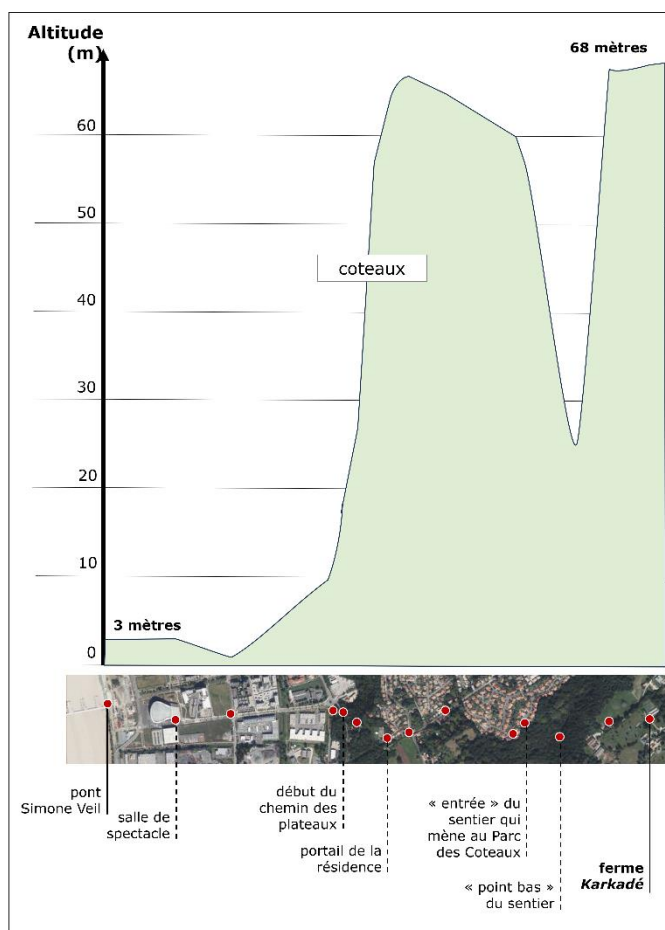 Altitude
(m)
68 mètres
60
50
coteaux
40
30
20
10
3 mètres
0
pont
Simone Veil
salle de
spectacle
début du
chemin des
plateaux
portail de la
résidence
« entrée » du
sentier qui
mène au Parc
des Coteaux
« point bas »
du sentier
ferme
Karkadé